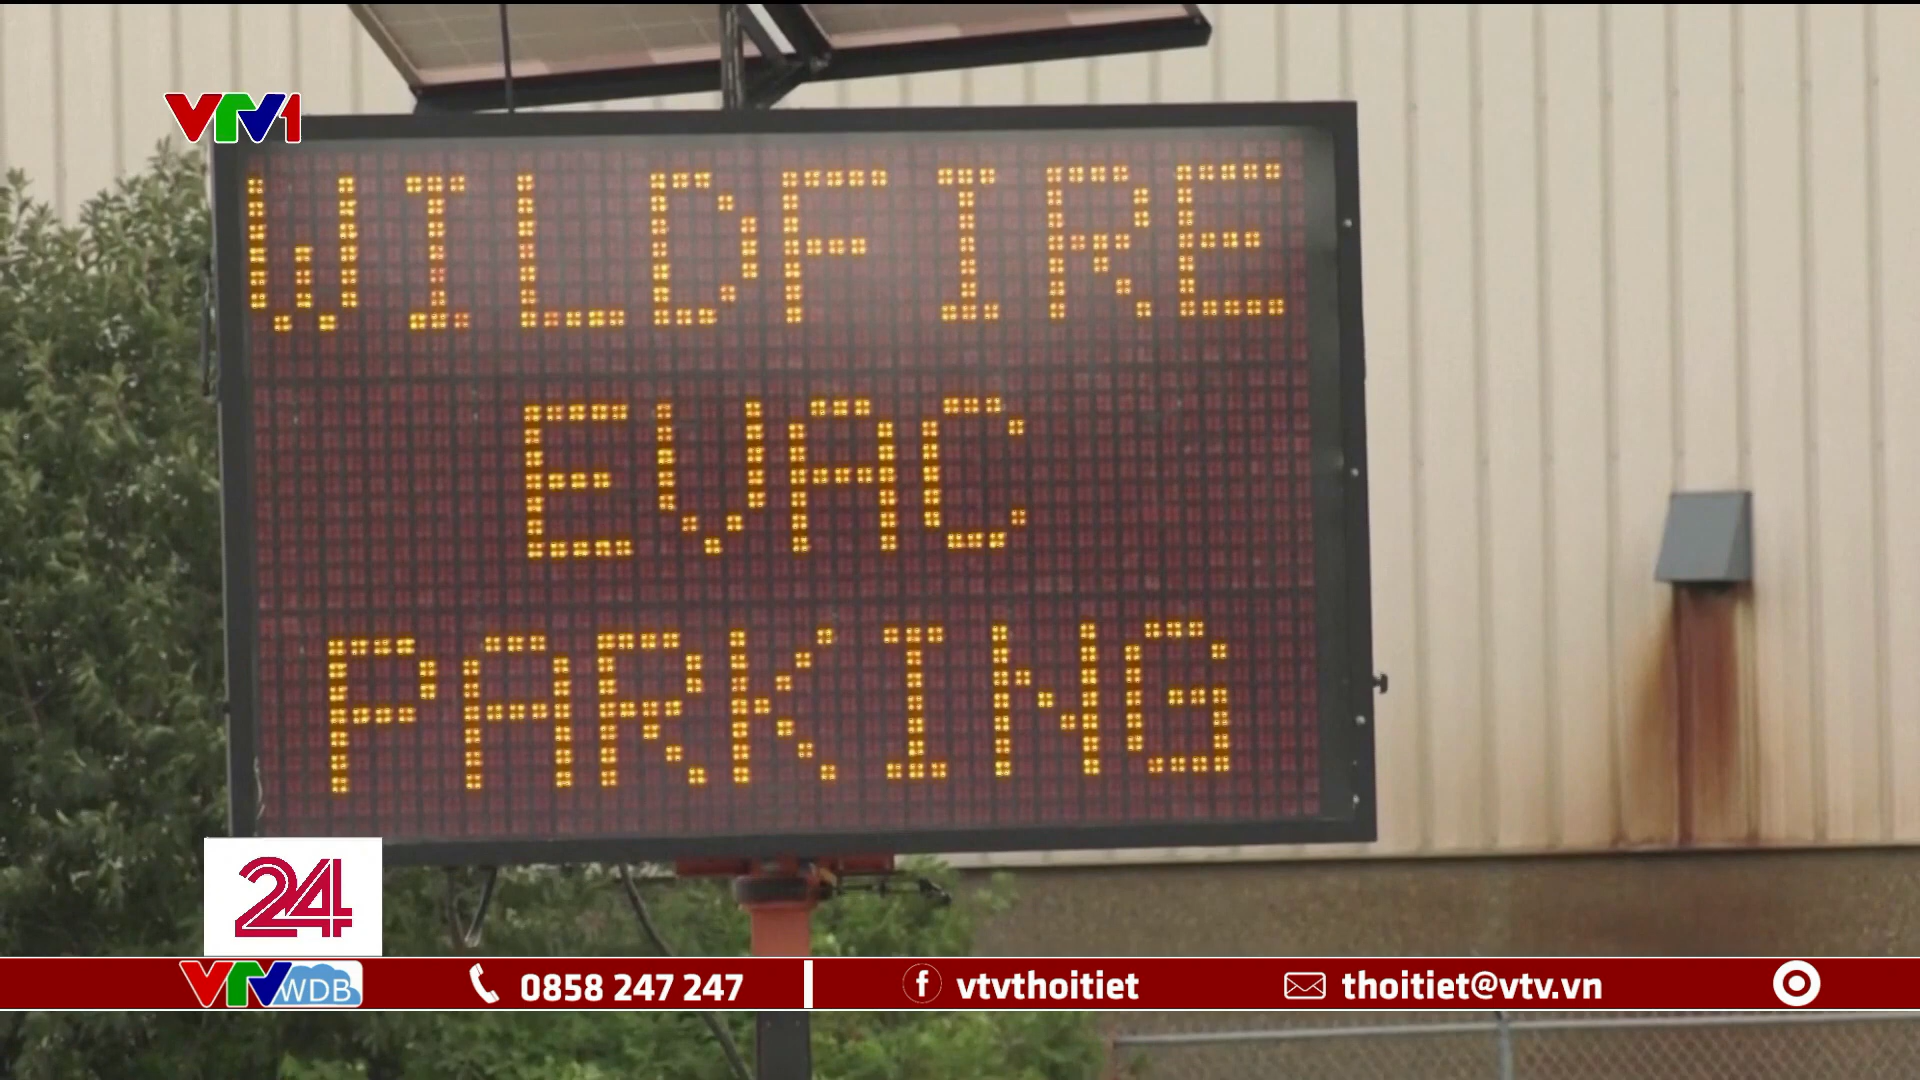 VTV1
WILDFIRE
EVAC
PARKING
24
VTV WDB
0858 247 247
vtvthoitiet
thoitiet@vtv.vn